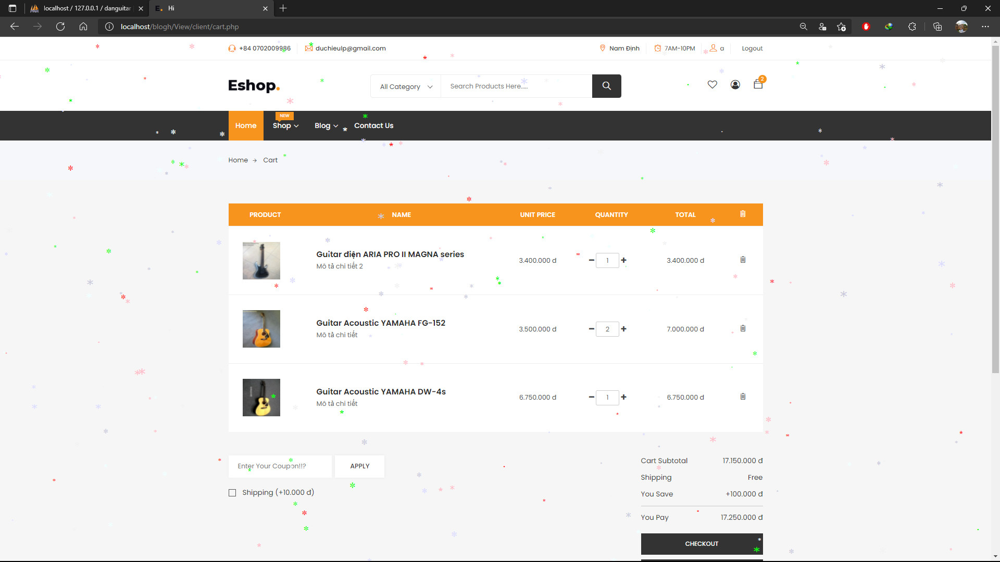 localhost / 127.0.0.1 / danguitar
Hi
localhost/blogh/View/client/cart.php
+84 0702009986
duchieulp@gmail.com
Nam Định
7AM-10PM
a
Logout
Eshop.
All Category
Search Products Here.....
2
Home
NEW
Shop
Blog
Contact Us
Home → Cart
PRODUCT NAME UNIT PRICE QUANTITY TOTAL
Guitar điện ARIA PRO II MAGNA series
Mô tả chi tiết 2
3.400.000 đ
1
3.400.000 đ
Guitar Acoustic YAMAHA FG-152
Mô tả chi tiết
3.500.000 đ
2
7.000.000 đ
Guitar Acoustic YAMAHA DW-4s
Mô tả chi tiết
6.750.000 đ
1
6.750.000 đ
Enter Your Coupon!!?
APPLY
Shipping (+10.000 đ)
Cart Subtotal 17.150.000 đ
Shipping Free
You Save +100.000 đ
You Pay 17.250.000 đ
CHECKOUT